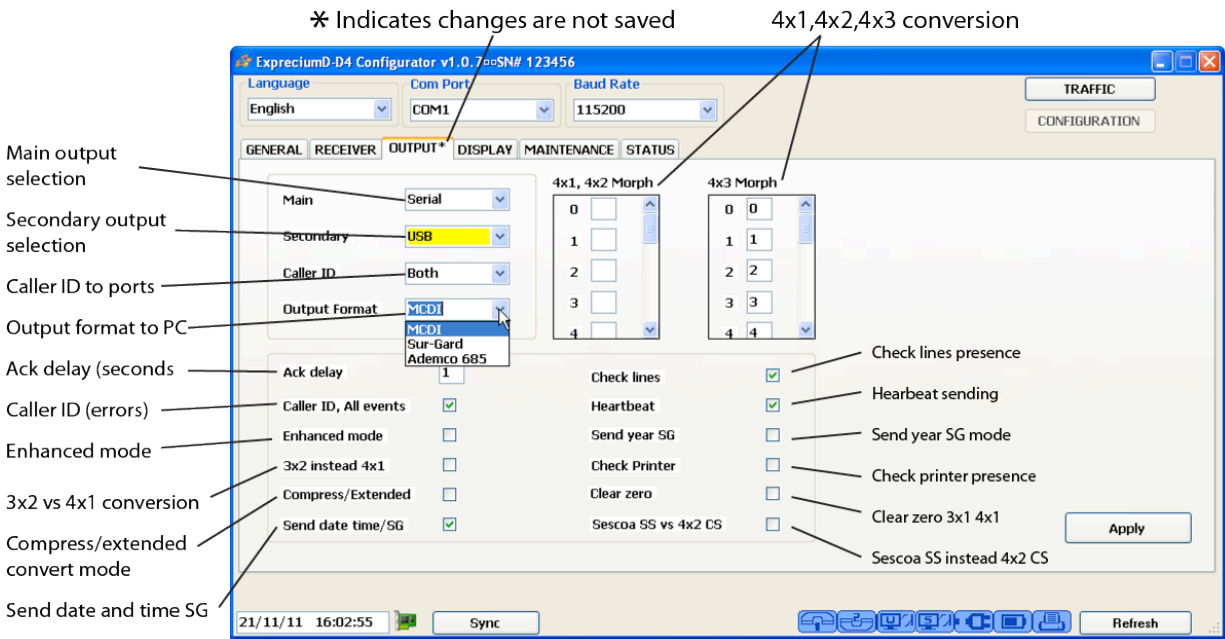 * Indicates changes are not saved
4x1,4x2,4x3 conversion
ExpreciumD-D4 Configurator v1.0.7¤¤SN# 123456
Language
Com Port
Baud Rate
English
COM1
115200
TRAFFIC
CONFIGURATION
GENERAL RECEIVER OUTPUT* DISPLAY MAINTENANCE STATUS
Main output
selection
Secondary output
selection
Caller ID to ports
Output format to PC
Ack delay (seconds
Caller ID (errors)
Enhanced mode
3x2 vs 4x1 conversion
Compress/extended
convert mode
Send date and time SG
Main Serial
Secondary USB
Caller ID Both
Output Format MCDI
MCDI
Sur-Gard
Ademco 685
4x1, 4x2 Morph
0
1
2
3
4
4x3 Morph
0 0
1 1
2 2
3 3
4 4
Ack delay 1
Caller ID, All events
Enhanced mode
3x2 instead 4x1
Compress/Extended
Send date time/SG
Check lines
Heartbeat
Send year SG
Check Printer
Clear zero
Sescoa SS vs 4x2 CS
Check lines presence
Hearbeat sending
Send year SG mode
Check printer presence
Clear zero 3x1 4x1
Sescoa SS instead 4x2 CS
Apply
21/11/11 16:02:55
Sync
Refresh